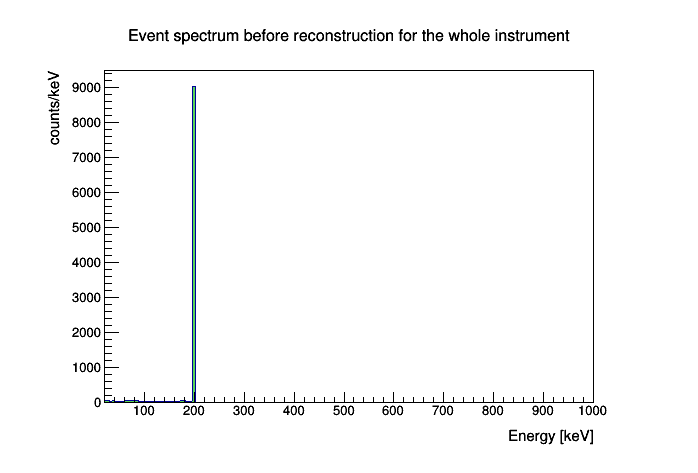 Event spectrum before reconstruction for the whole instrument
counts/keV
9000
8000
7000
6000
5000
4000
3000
2000
1000
0
100 200 300 400 500 600 700 800 900 1000
Energy [keV]